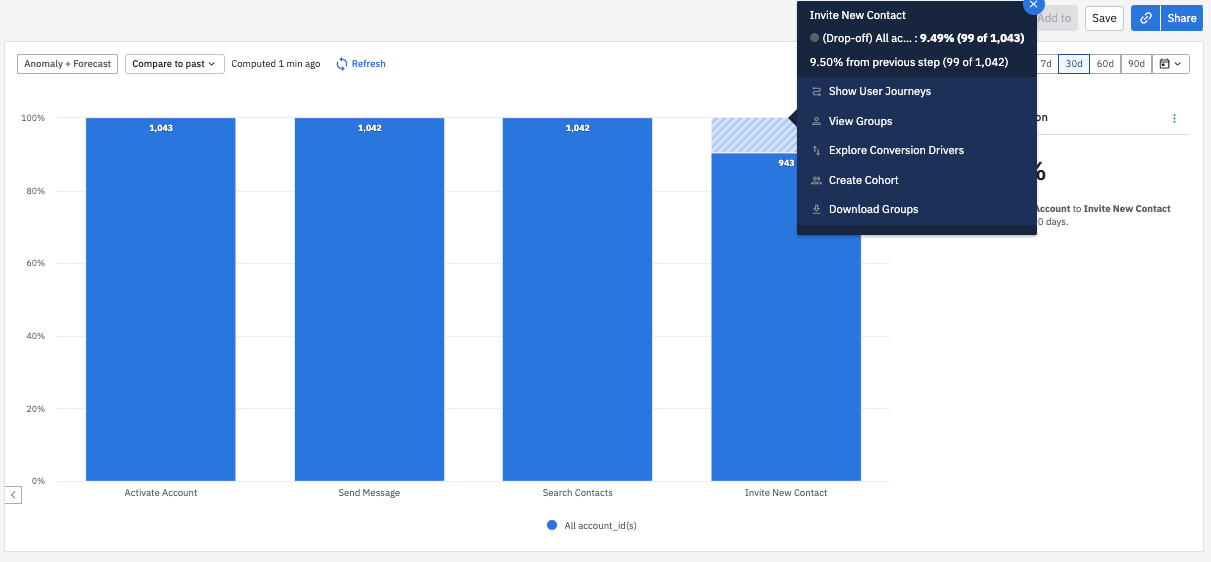 Invite New Contact
(Drop-off) All ac... : 9.49% (99 of 1,043)
9.50% from previous step (99 of 1,042)
Show User Journeys
View Groups
Explore Conversion Drivers
Create Cohort
Download Groups
Add to
Save
Share
Anomaly + Forecast
Compare to past
Computed 1 min ago
Refresh
7d
30d
60d
90d
on
%
Account to Invite New Contact
0 days.
100%
80%
60%
40%
20%
0%
1,043
1,042
1,042
943
Activate Account
Send Message
Search Contacts
Invite New Contact
All account_id(s)